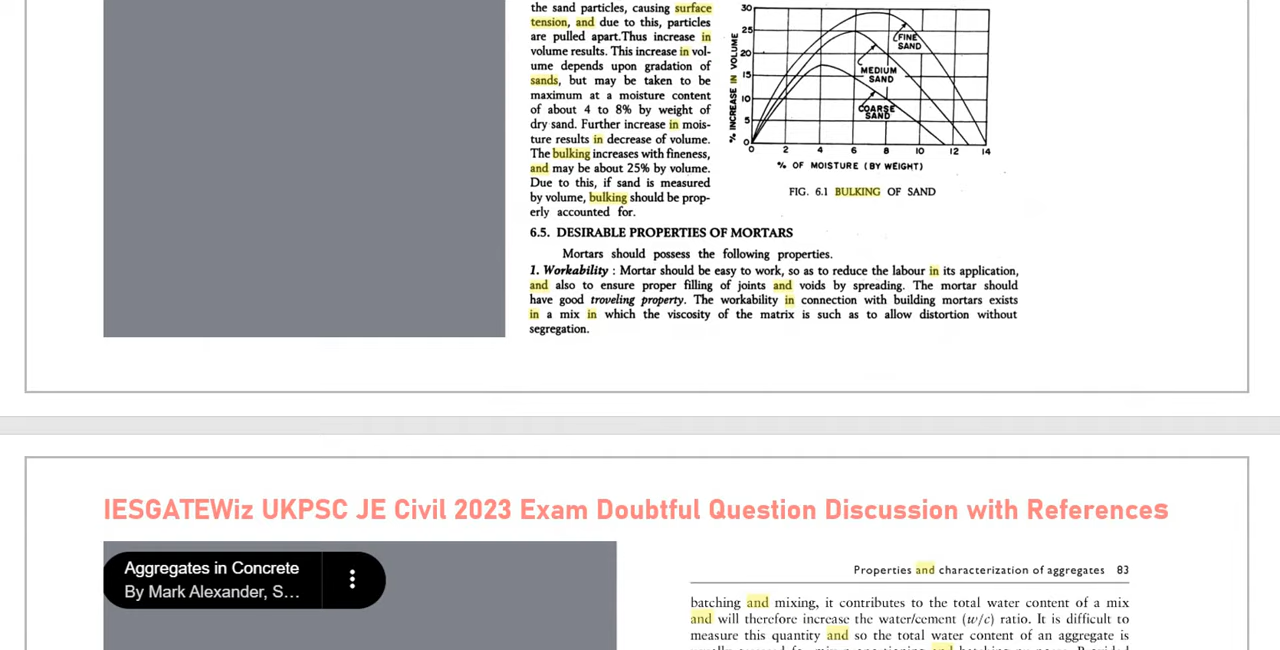 the sand particles, causing surface
tension, and due to this, particles
are pulled apart.Thus increase in
volume results. This increase in vol-
ume depends upon gradation of
sands, but may be taken to be
maximum at a moisture content
of about 4 to 8% by weight of
dry sand. Further increase in mois-
ture results in decrease of volume.
The bulking increases with fineness,
and may be about 25% by volume.
Due to this, if sand is measured
by volume, bulking should be prop-
erly accounted for.
% INCREASE IN VOLUME
30
25
20
15
10
5
0
FINE
SAND
MEDIUM
SAND
COARSE
SAND
0 2 4 6 8 10 12 14
% OF MOISTURE (BY WEIGHT)
FIG. 6.1 BULKING OF SAND
6.5. DESIRABLE PROPERTIES OF MORTARS
Mortars should possess the following properties.
1. Workability : Mortar should be easy to work, so as to reduce the labour in its application,
and also to ensure proper filling of joints and voids by spreading. The mortar should
have good troveling property. The workability in connection with building mortars exists
in a mix in which the viscosity of the matrix is such as to allow distortion without
segregation.
IESGATEWiz UKPSC JE Civil 2023 Exam Doubtful Question Discussion with References
Aggregates in Concrete
By Mark Alexander, S...
Properties and characterization of aggregates 83
batching and mixing, it contributes to the total water content of a mix
and will therefore increase the water/cement (w/c) ratio. It is difficult to
measure this quantity and so the total water content of an aggregate is